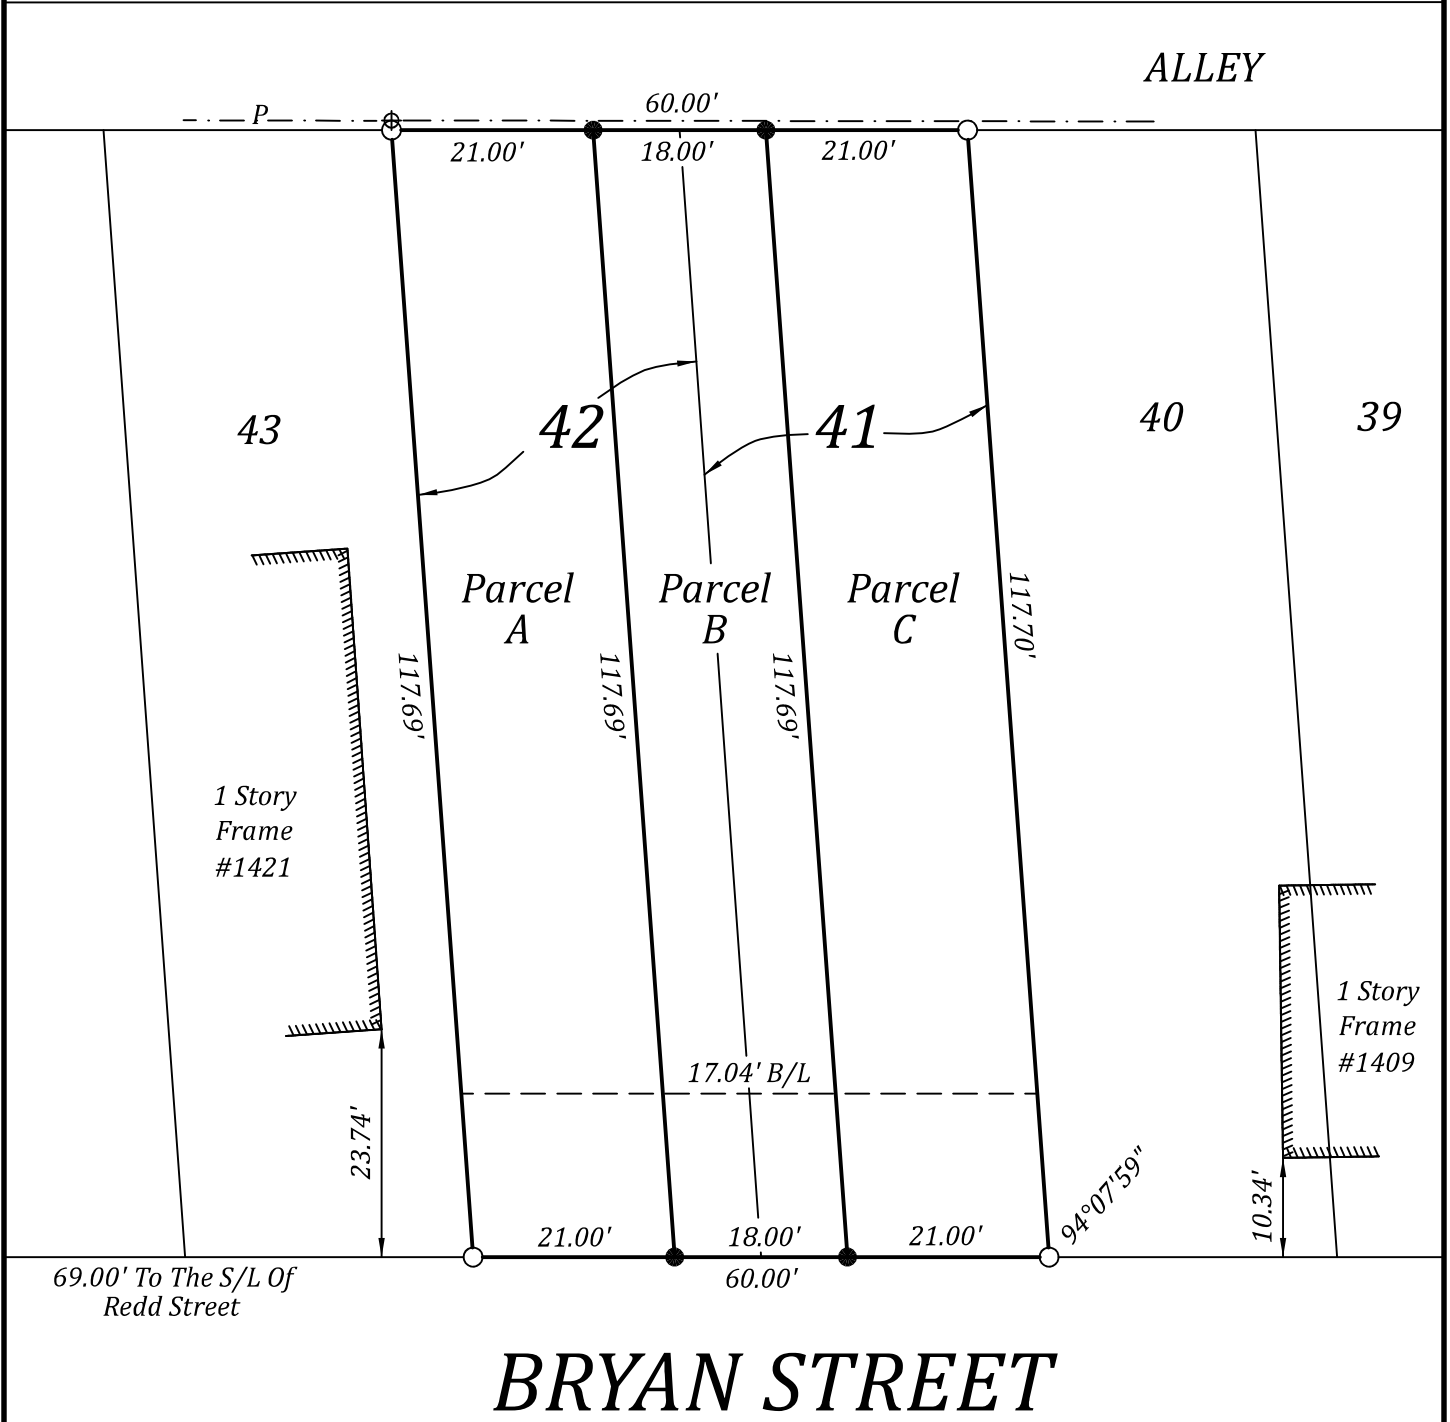 ALLEY
P
60.00'
21.00'
18.00'
21.00'
43
42
41
40
39
Parcel
A
Parcel
B
Parcel
C
117.69'
117.69'
117.69'
117.70'
1 Story
Frame
#1421
1 Story
Frame
#1409
17.04' B/L
23.74'
94°07'59"
10.34'
21.00'
18.00'
21.00'
60.00'
69.00' To The S/L Of
Redd Street
BRYAN STREET